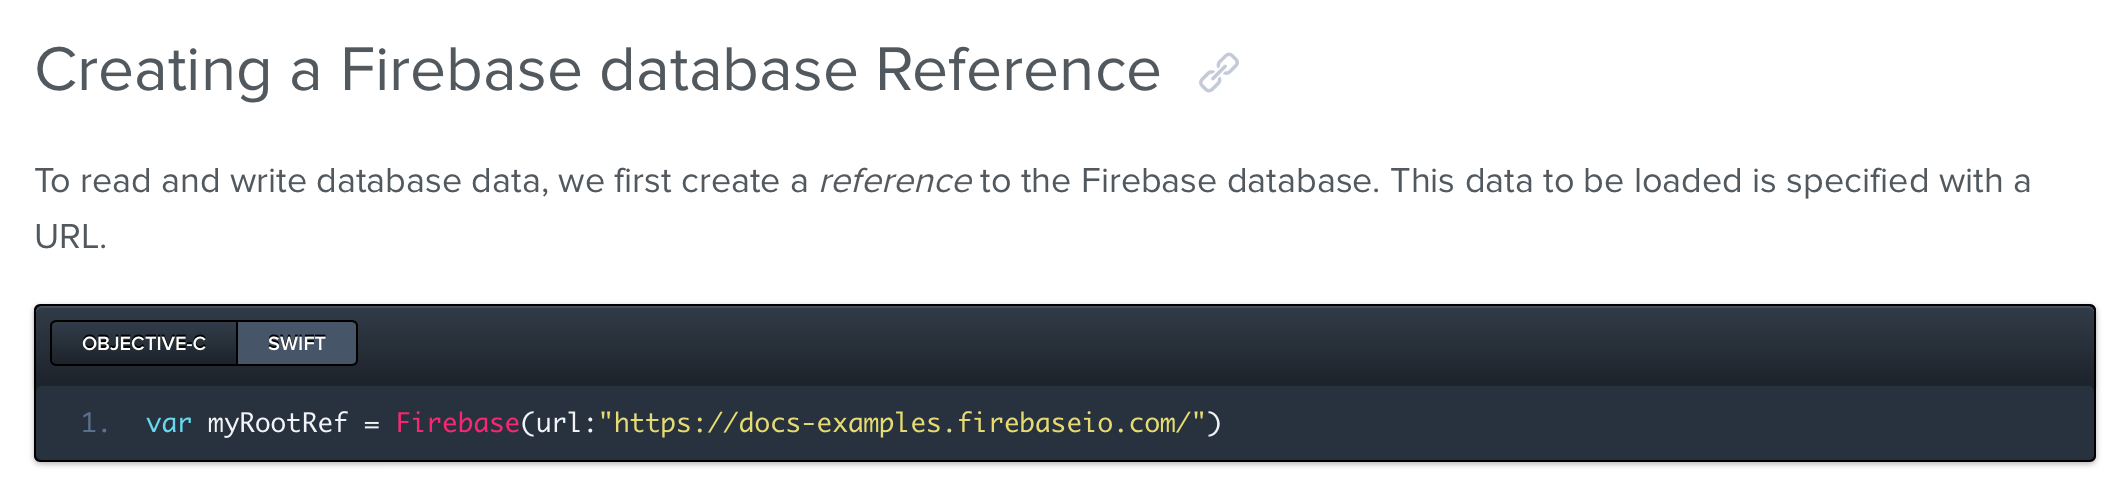 Creating a Firebase database Reference
To read and write database data, we first create a reference to the Firebase database. This data to be loaded is specified with a
URL.
OBJECTIVE-C SWIFT
1. var myRootRef = Firebase(url:"https://docs-examples.firebaseio.com/")